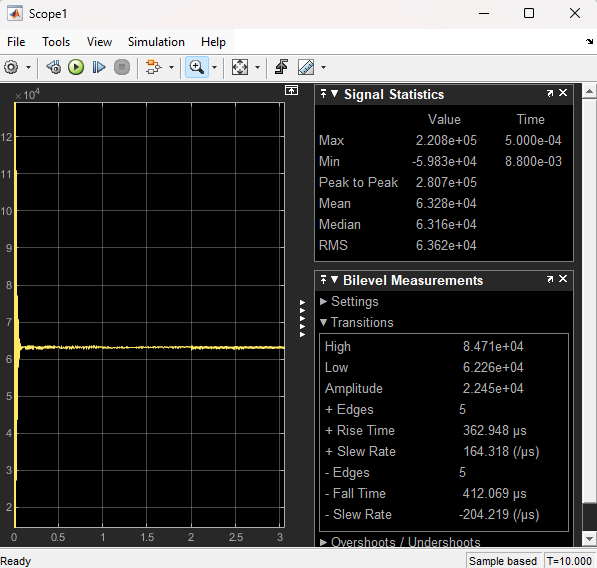 Scope1
File Tools View Simulation Help
×10⁴
12
11
10
9
8
7
6
5
4
3
2
0 0.5 1 1.5 2 2.5 3
Signal Statistics
Value Time
Max 2.208e+05 5.000e-04
Min -5.983e+04 8.800e-03
Peak to Peak 2.807e+05
Mean 6.328e+04
Median 6.316e+04
RMS 6.362e+04
Bilevel Measurements
Settings
Transitions
High 8.471e+04
Low 6.226e+04
Amplitude 2.245e+04
+ Edges 5
+ Rise Time 362.948 µs
+ Slew Rate 164.318 (/µs)
- Edges 5
- Fall Time 412.069 µs
- Slew Rate -204.219 (/µs)
Overshoots / Undershoots
Ready
Sample based T=10.000